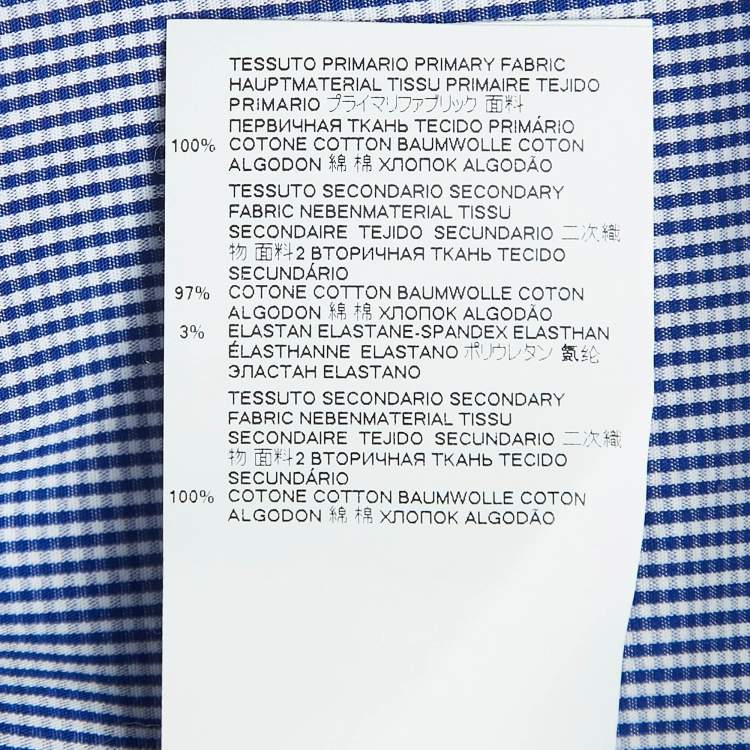 TESSUTO PRIMARIO PRIMARY FABRIC
HAUPTMATERIAL TISSU PRIMAIRE TEJIDO
PRiMARIO プライマリファブリック 面料
ПЕРВИЧНАЯ ТКАНЬ TECIDO PRIMÁRIO
100% COTONE COTTON BAUMWOLLE COTON
ALGODON 綿 棉 ХЛОПОК ALGODÃO
TESSUTO SECONDARIO SECONDARY
FABRIC NEBENMATERIAL TISSU
SECONDAIRE TEJIDO SECUNDARIO 二次織
物 面料2 ВТОРИЧНАЯ ТКАНЬ TECIDO
SECUNDÁRIO
97% COTONE COTTON BAUMWOLLE COTON
ALGODON 綿 棉 ХЛОПОК ALGODÃO
3% ELASTAN ELASTANE-SPANDEX ELASTHAN
ÉLASTHANNE ELASTANO ポリウレタン 氨纶
ЭЛАСТАН ELASTANO
TESSUTO SECONDARIO SECONDARY
FABRIC NEBENMATERIAL TISSU
SECONDAIRE TEJIDO SECUNDARIO 二次織
物 面料2 ВТОРИЧНАЯ ТКАНЬ TECIDO
SECUNDÁRIO
100% COTONE COTTON BAUMWOLLE COTON
ALGODON 綿 棉 ХЛОПОК ALGODÃO